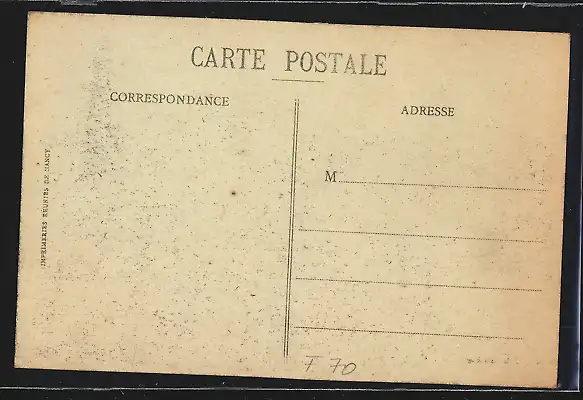 CARTE POSTALE
CORRESPONDANCE
ADRESSE
M
IMPRIMERIES RÉUNIES DE NANCY
F 70